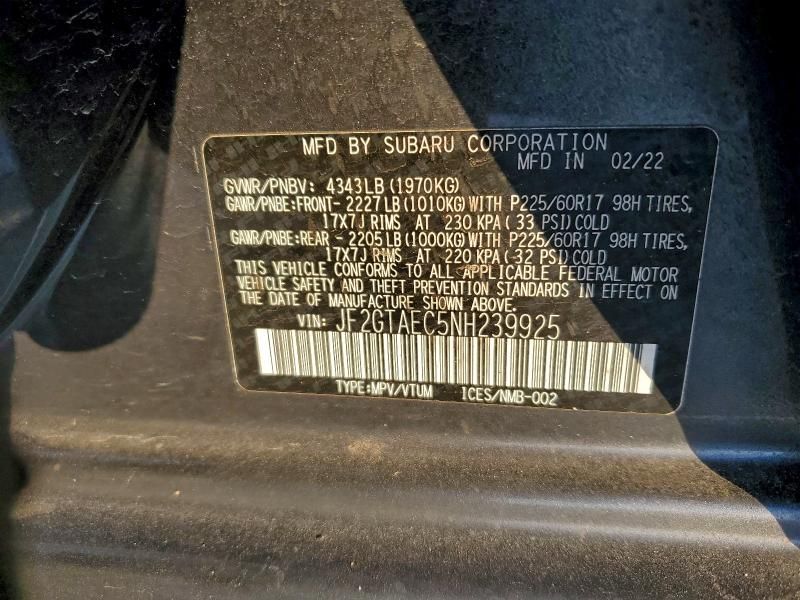 MFD BY SUBARU CORPORATION
MFD IN 02/22
GVWR/PNBV: 4343LB (1970KG)
GAWR/PNBE:FRONT- 2227LB (1010KG) WITH P225/60R17 98H TIRES,
17X7J RIMS AT 230 KPA ( 33 PSI) COLD
GAWR/PNBE:REAR - 2205LB (1000KG) WITH P225/60R17 98H TIRES,
17X7J RIMS AT 220 KPA ( 32 PSI) COLD
THIS VEHICLE CONFORMS TO ALL APPLICABLE FEDERAL MOTOR
VEHICLE SAFETY AND THEFT PREVENTION STANDARDS IN EFFECT ON
THE DATE OF MANUFACTURE SHOWN ABOVE.
VIN: JF2GTAEC5NH239925
TYPE:MPV/VTUM ICES/NMB-002